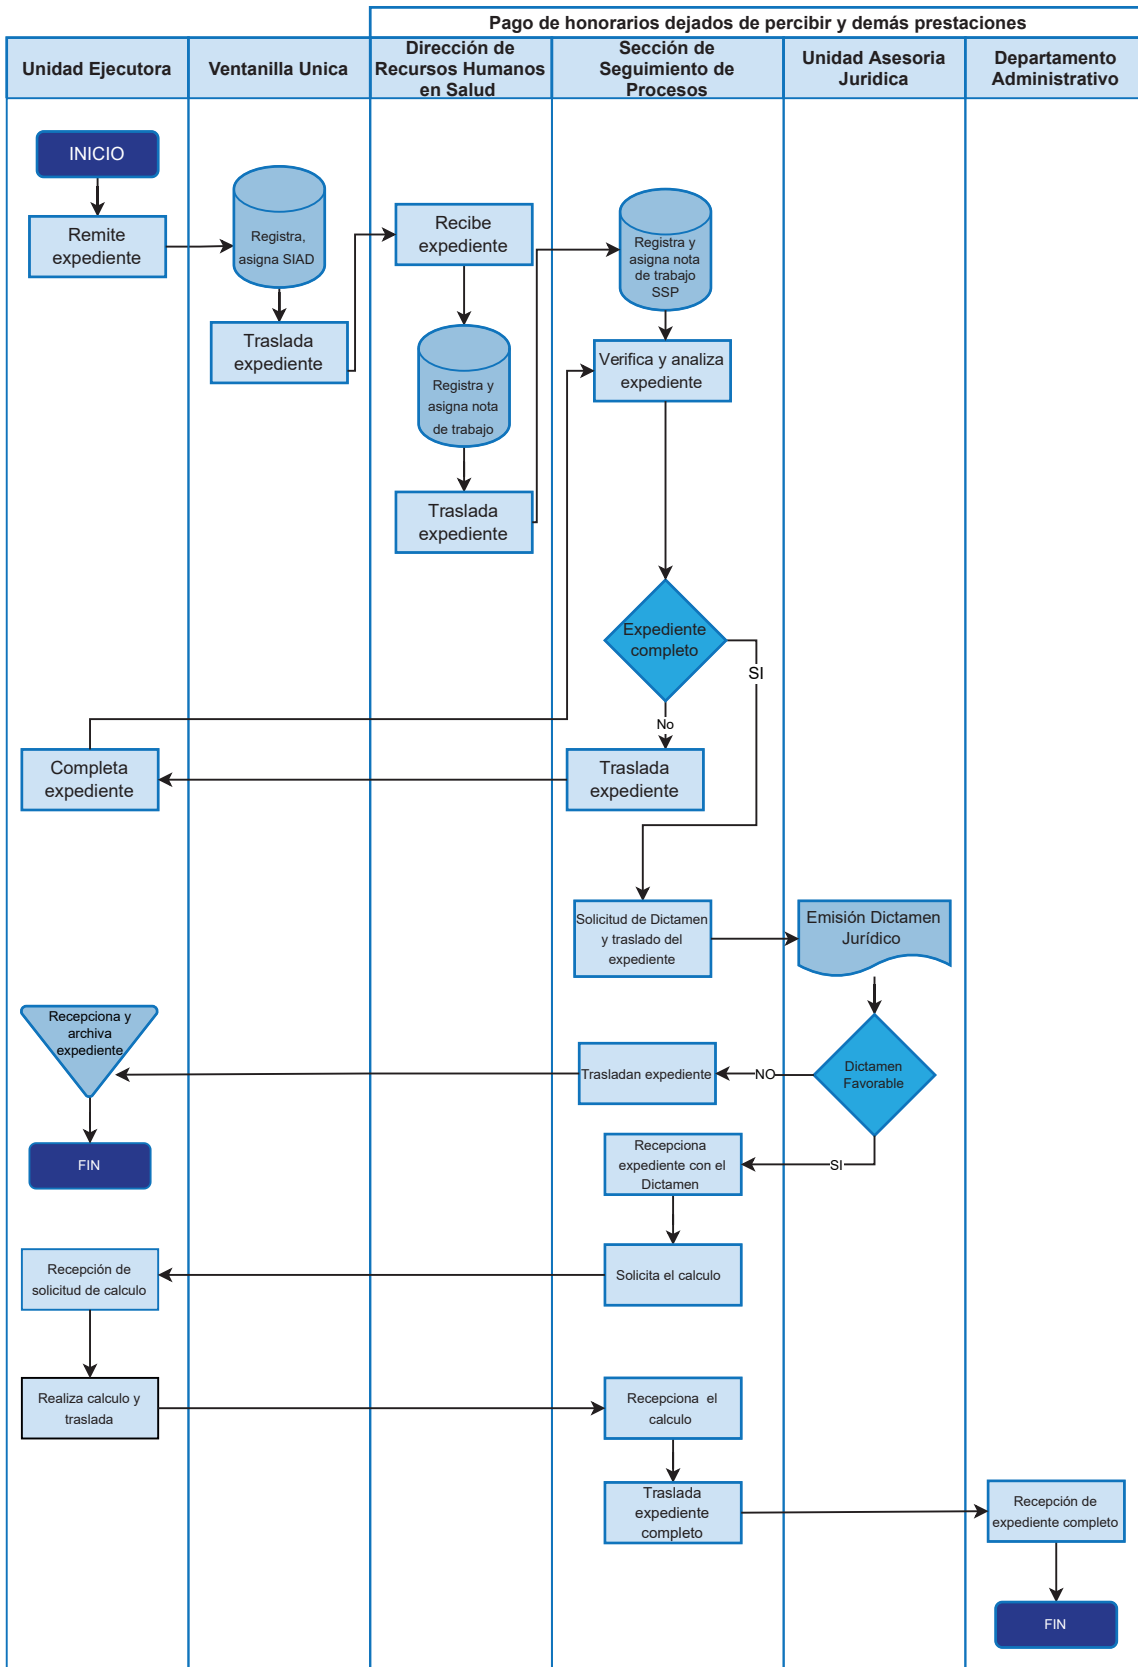 Pago de honorarios dejados de percibir y demás prestaciones
Unidad Ejecutora
Ventanilla Unica
Dirección de
Recursos Humanos
en Salud
Sección de
Seguimiento de
Procesos
Unidad Asesoria
Juridica
Departamento
Administrativo
INICIO
Remite
expediente
Registra,
asigna SIAD
Traslada
expediente
Recibe
expediente
Registra y
asigna nota
de trabajo
Traslada
expediente
Registra y
asigna nota
de trabajo
SSP
Verifica y analiza
expediente
Expediente
completo
SI
No
Completa
expediente
Traslada
expediente
Solicitud de Dictamen
y traslado del
expediente
Emisión Dictamen
Jurídico
Recepciona y
archiva
expediente
Trasladan expediente
NO
Dictamen
Favorable
FIN
Recepciona
expediente con el
Dictamen
SI
Recepción de
solicitud de calculo
Solicita el calculo
Realiza calculo y
traslada
Recepciona el
calculo
Traslada
expediente
completo
Recepción de
expediente completo
FIN